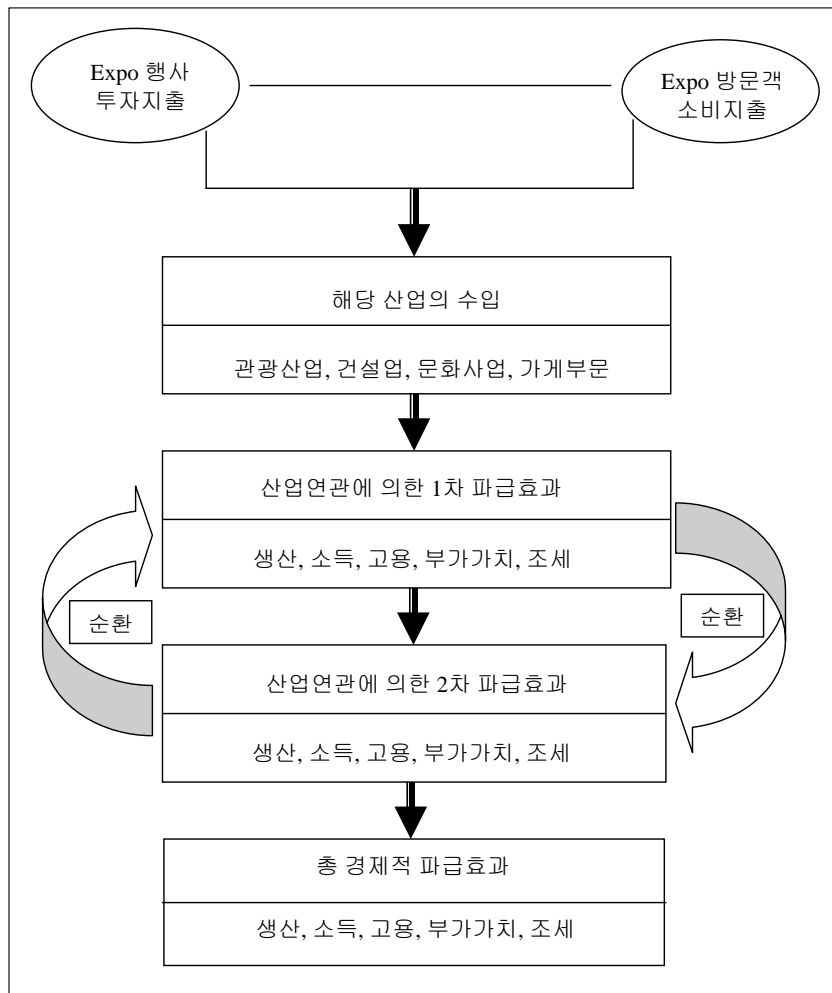 Expo 행사
투자지출
Expo 방문객
소비지출
해당 산업의 수입
관광산업, 건설업, 문화사업, 가게부문
산업연관에 의한 1차 파급효과
생산, 소득, 고용, 부가가치, 조세
순환
순환
산업연관에 의한 2차 파급효과
생산, 소득, 고용, 부가가치, 조세
총 경제적 파급효과
생산, 소득, 고용, 부가가치, 조세